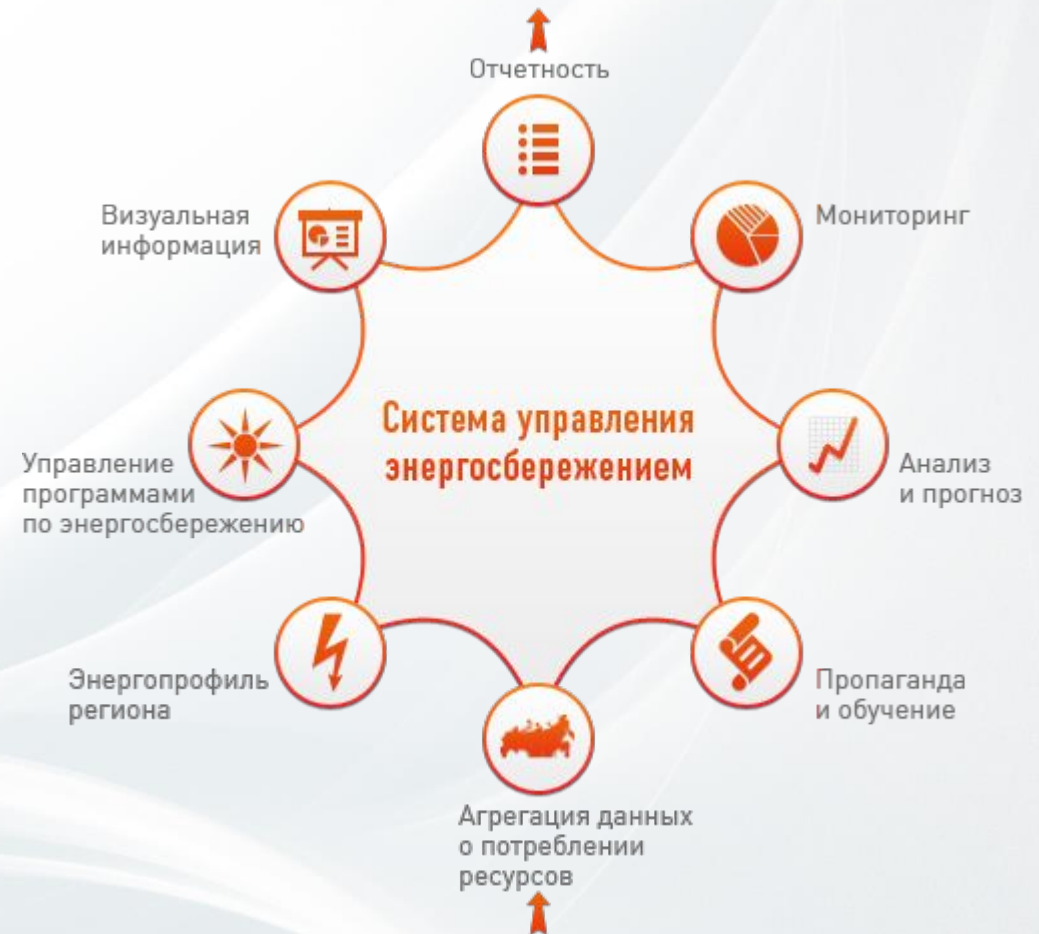 Отчетность
Визуальная
информация
Мониторинг
Система управления
энергосбережением
Управление
программами
по энергосбережению
Анализ
и прогноз
Энергопрофиль
региона
Пропаганда
и обучение
Агрегация данных
о потреблении
ресурсов